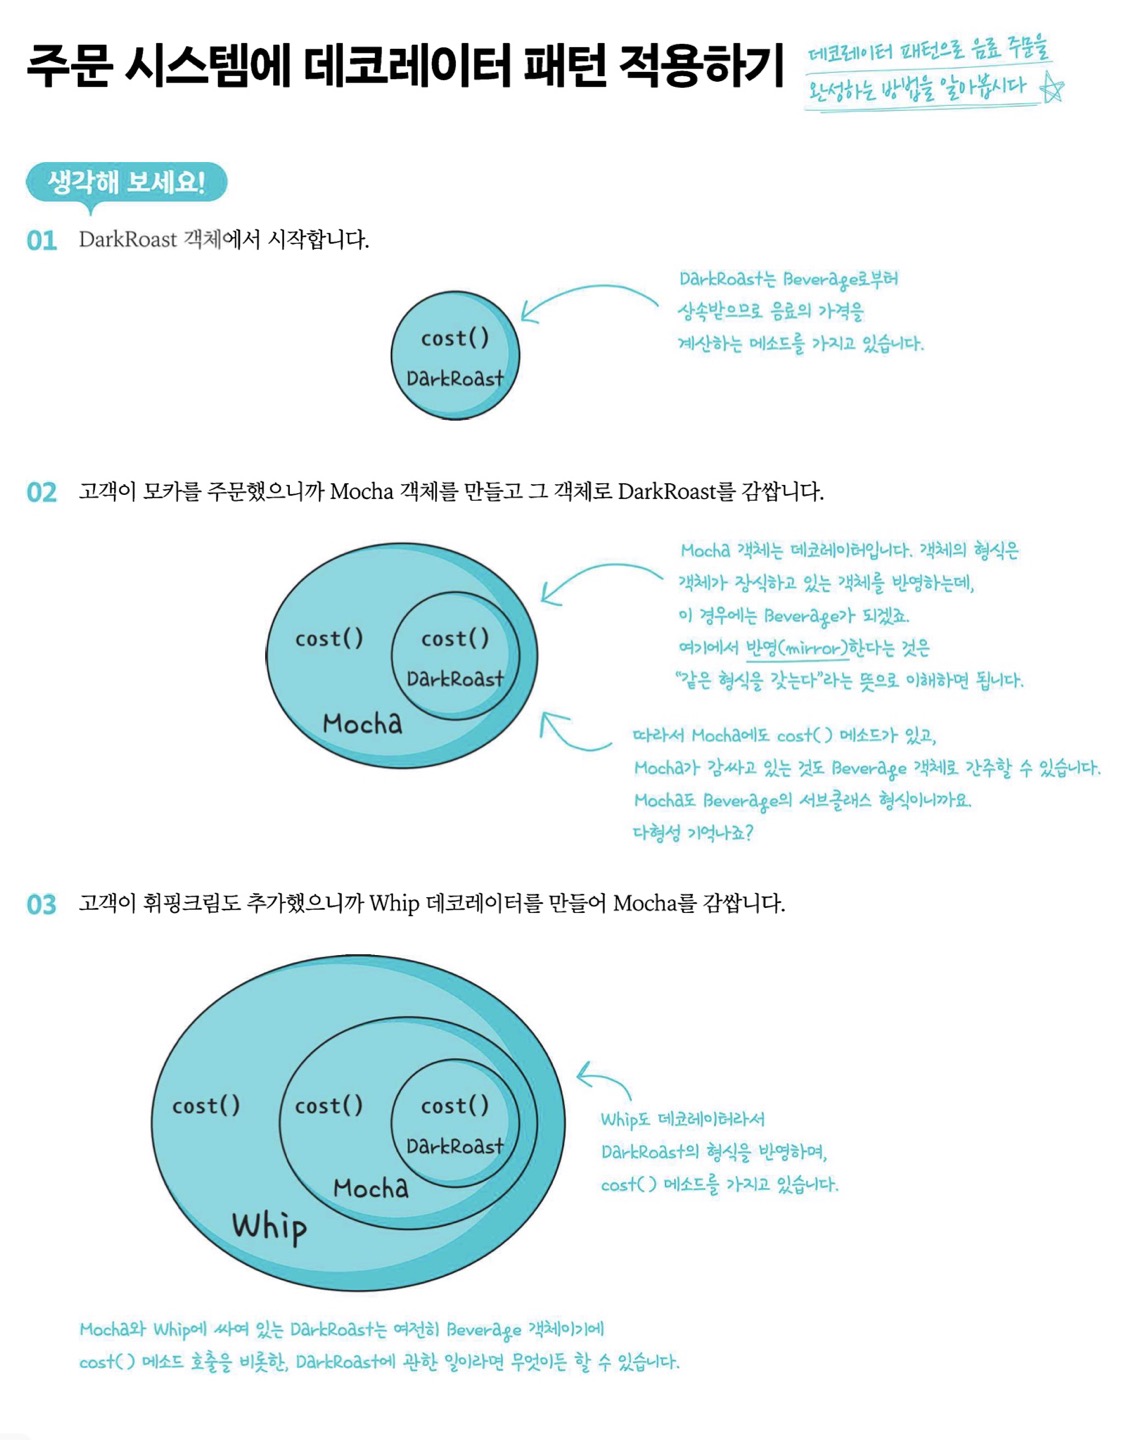 주문 시스템에 데코레이터 패턴 적용하기
데코레이터 패턴으로 음료 주문을
완성하는 방법을 알아봅시다
생각해 보세요!
01 DarkRoast 객체에서 시작합니다.
DarkRoast는 Beverage로부터
상속받으므로 음료의 가격을
계산하는 메소드를 가지고 있습니다.
cost()
DarkRoast
02 고객이 모카를 주문했으니까 Mocha 객체를 만들고 그 객체로 DarkRoast를 감쌉니다.
Mocha 객체는 데코레이터입니다. 객체의 형식은
객체가 장식하고 있는 객체를 반영하는데,
이 경우에는 Beverage가 되겠죠.
여기에서 반영(mirror)한다는 것은
"같은 형식을 갖는다"라는 뜻으로 이해하면 됩니다.
cost() cost()
DarkRoast
Mocha
따라서 Mocha에도 cost() 메소드가 있고,
Mocha가 감싸고 있는 것도 Beverage 객체로 간주할 수 있습니다.
Mocha도 Beverage의 서브클래스 형식이니까요.
다형성 기억나죠?
03 고객이 휘핑크림도 추가했으니까 Whip 데코레이터를 만들어 Mocha를 감쌉니다.
cost() cost() cost()
DarkRoast
Mocha
Whip
Whip도 데코레이터라서
DarkRoast의 형식을 반영하며,
cost() 메소드를 가지고 있습니다.
Mocha와 Whip에 싸여 있는 DarkRoast는 여전히 Beverage 객체이기에
cost() 메소드 호출을 비롯한, DarkRoast에 관한 일이라면 무엇이든 할 수 있습니다.